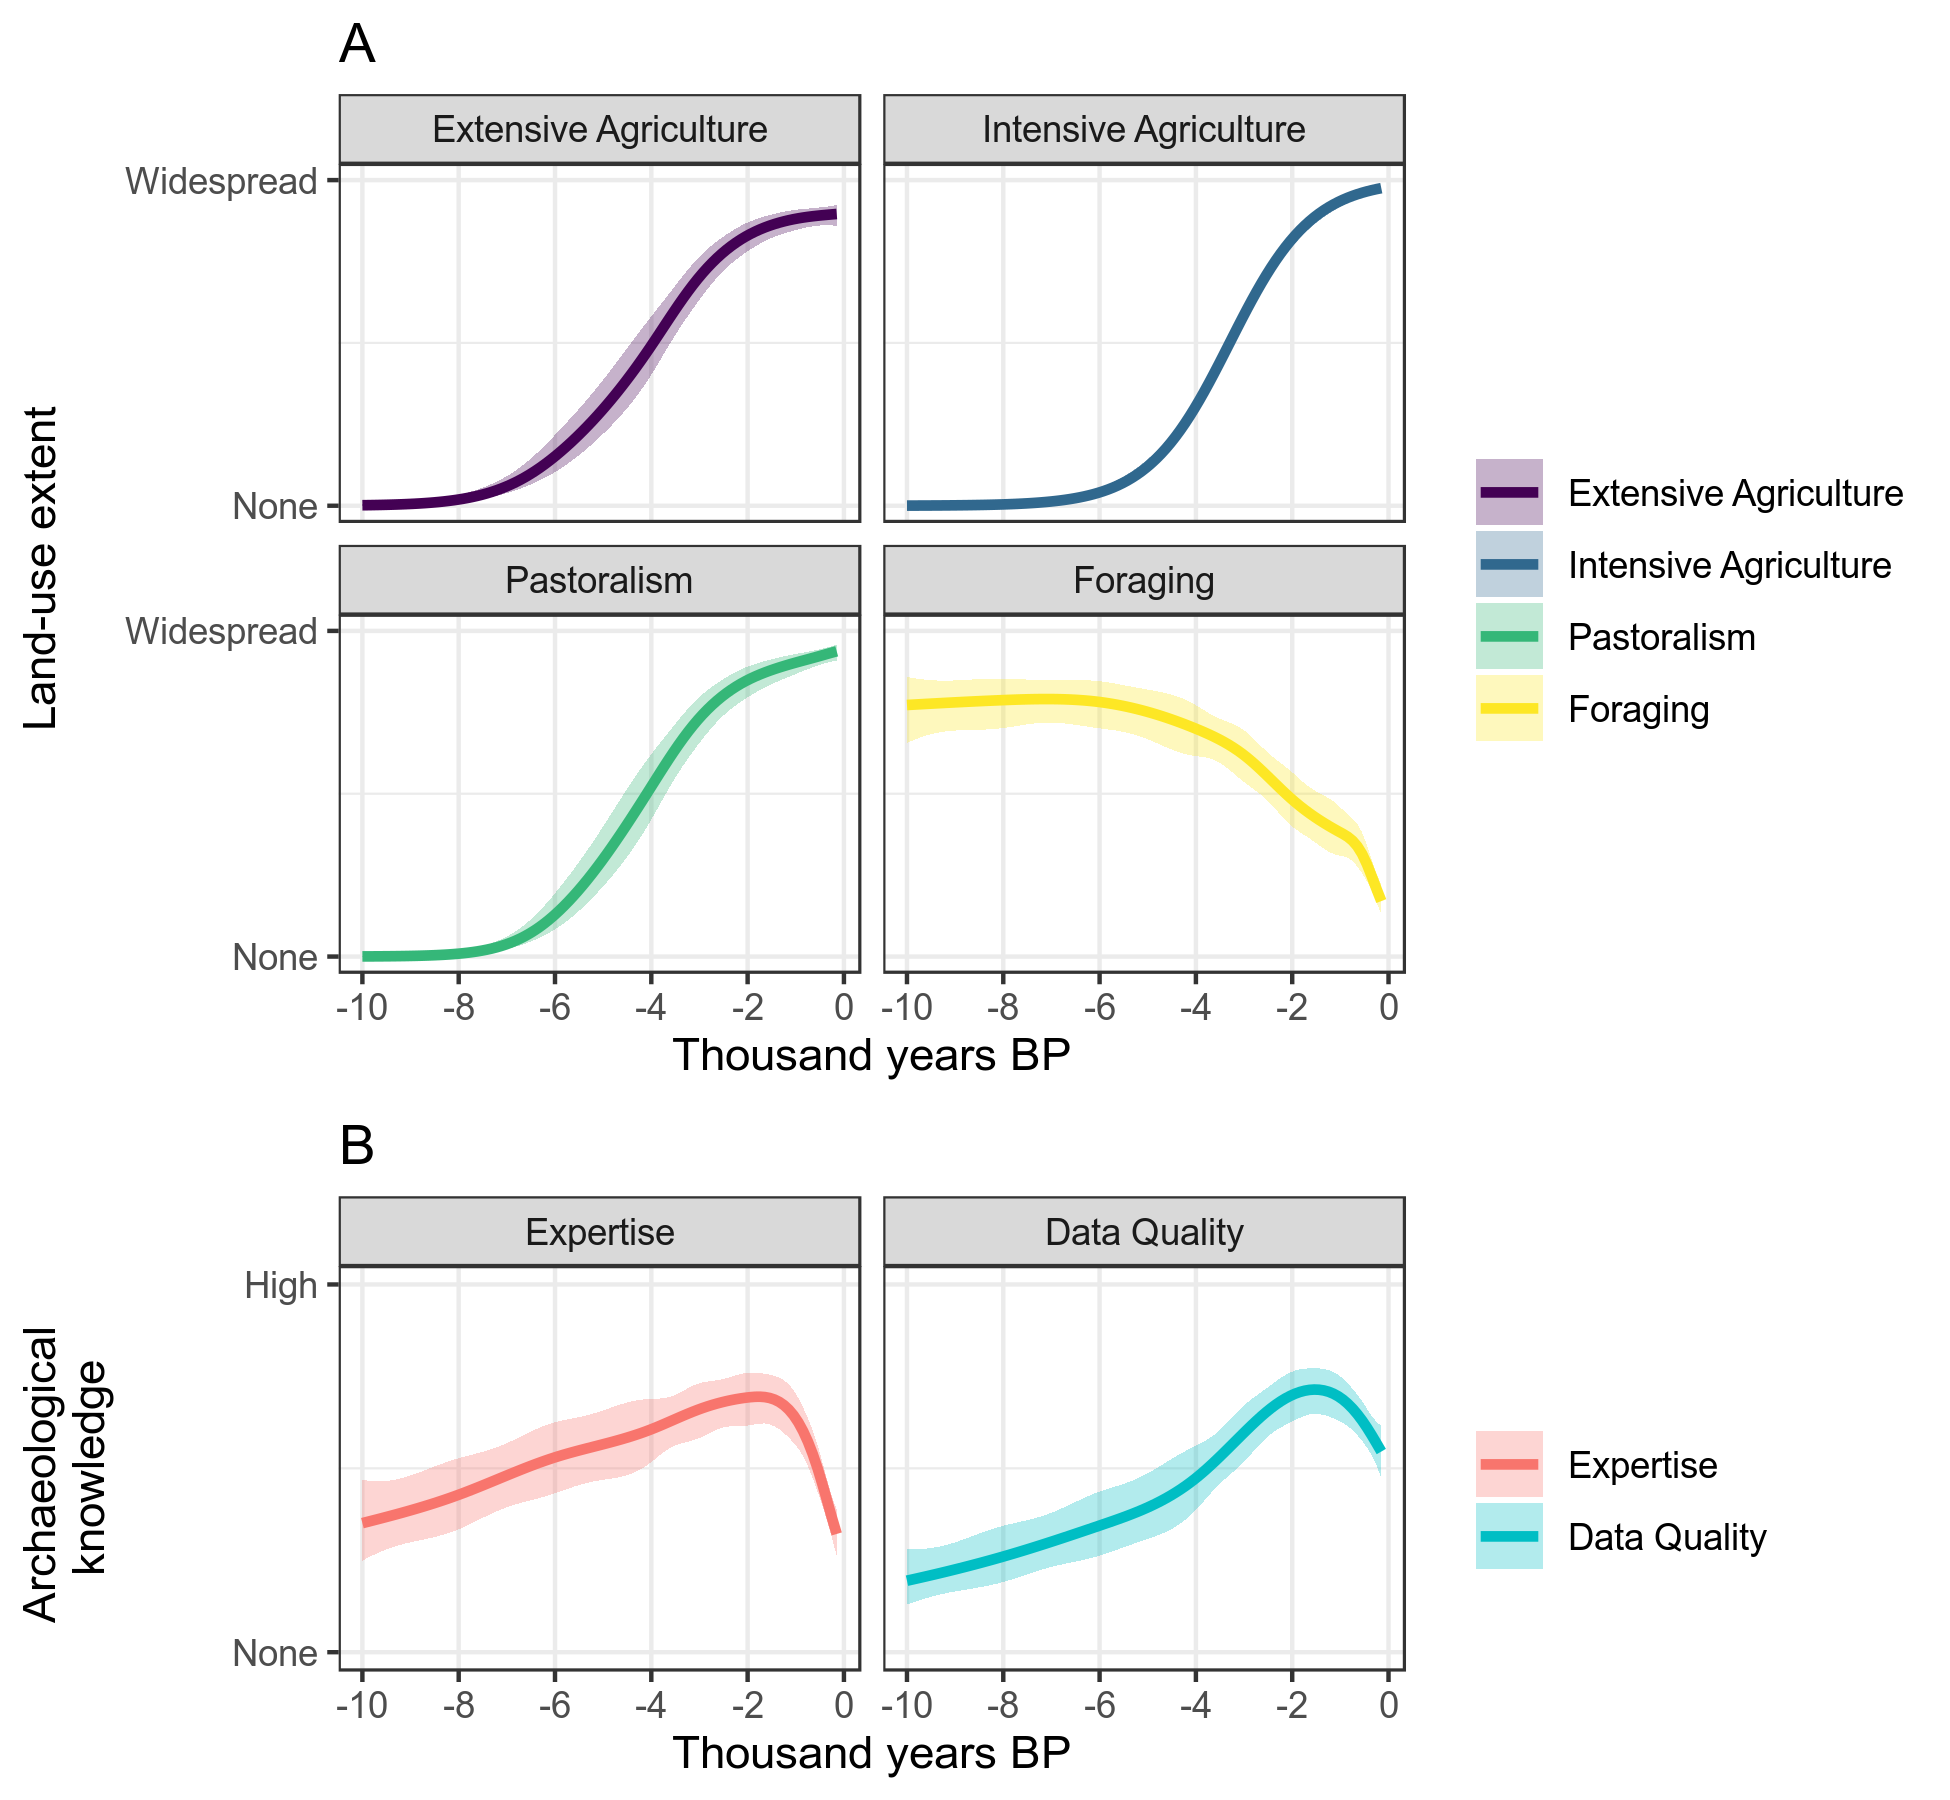 A
Extensive Agriculture
Intensive Agriculture
Widespread
None
Pastoralism
Foraging
Widespread
None
Land-use extent
-10 -8 -6 -4 -2 0
-10 -8 -6 -4 -2 0
Thousand years BP
Extensive Agriculture
Intensive Agriculture
Pastoralism
Foraging
B
Expertise
Data Quality
High
None
Archaeological
knowledge
-10 -8 -6 -4 -2 0
-10 -8 -6 -4 -2 0
Thousand years BP
Expertise
Data Quality